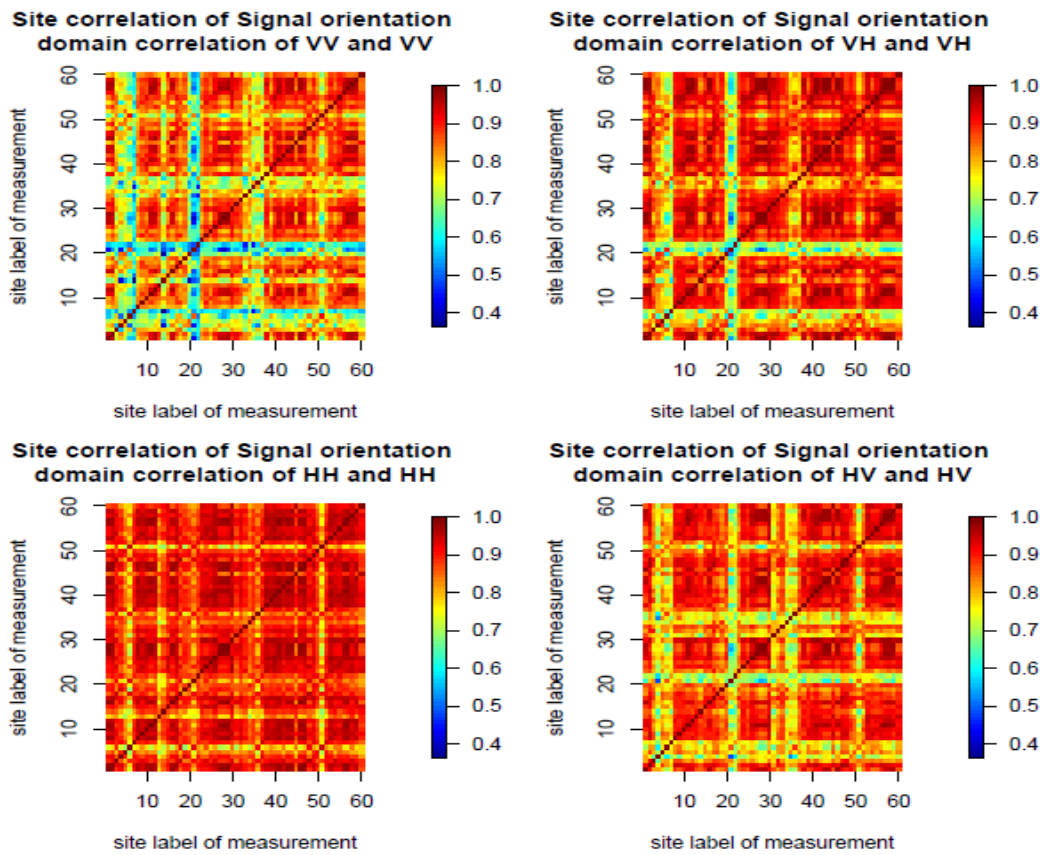 Site correlation of Signal orientation
domain correlation of VV and VV
site label of measurement
60
50
40
30
20
10
10 20 30 40 50 60
site label of measurement
1.0
0.9
0.8
0.7
0.6
0.5
0.4
Site correlation of Signal orientation
domain correlation of VH and VH
site label of measurement
60
50
40
30
20
10
10 20 30 40 50 60
site label of measurement
1.0
0.9
0.8
0.7
0.6
0.5
0.4
Site correlation of Signal orientation
domain correlation of HH and HH
site label of measurement
60
50
40
30
20
10
10 20 30 40 50 60
site label of measurement
1.0
0.9
0.8
0.7
0.6
0.5
0.4
Site correlation of Signal orientation
domain correlation of HV and HV
site label of measurement
60
50
40
30
20
10
10 20 30 40 50 60
site label of measurement
1.0
0.9
0.8
0.7
0.6
0.5
0.4